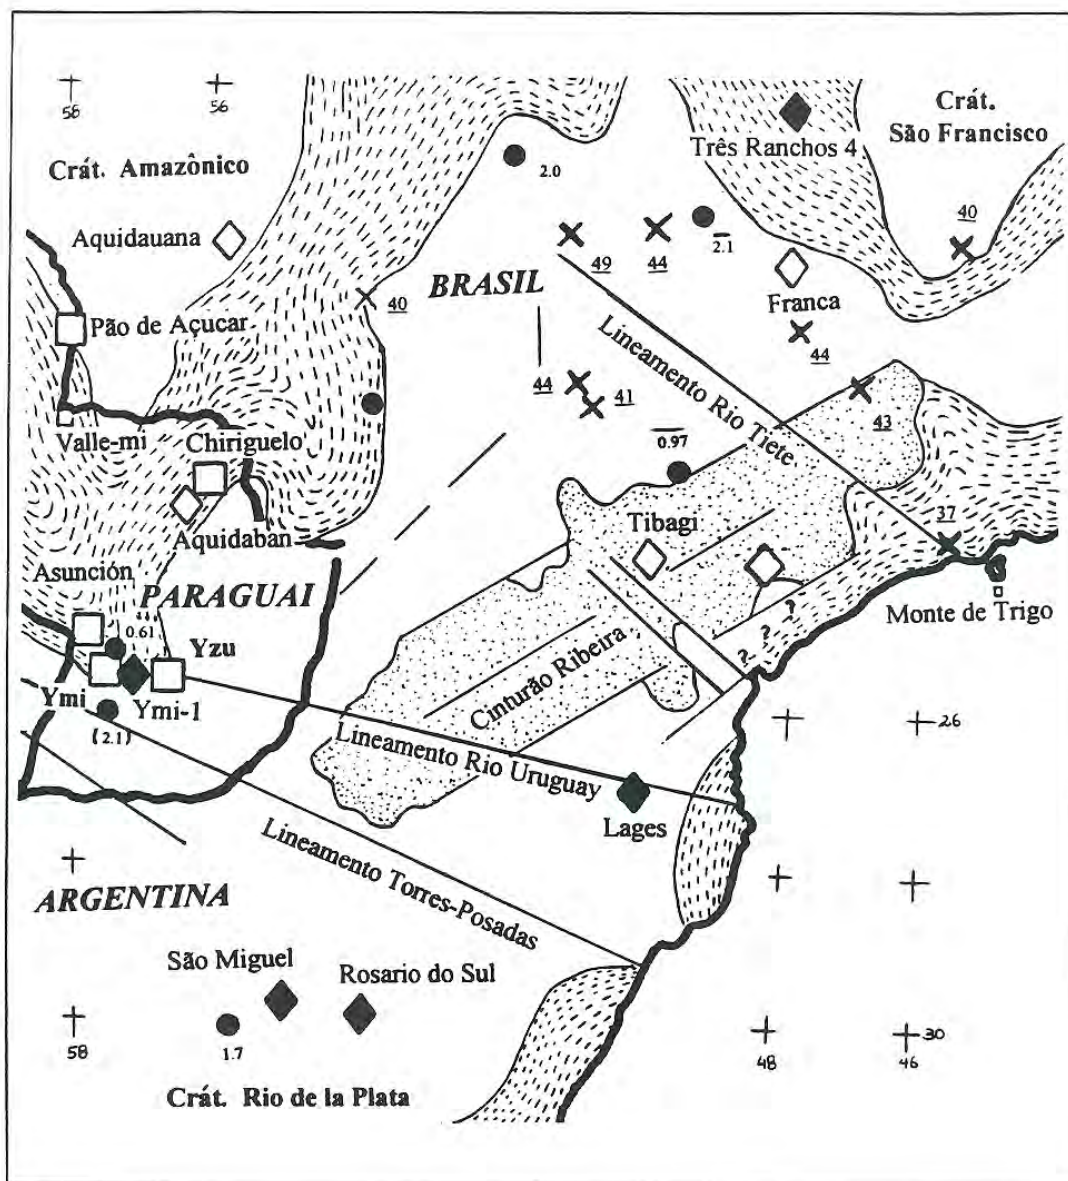 58 56
Crát. Amazônico
Crát.
São Francisco
Três Ranchos 4
2.0
Aquidauana
40
2.1
49
44
BRASIL
40
Franca
Pão de Açucar
44
Lineamento Rio Tiete
44
41
43
Valle-mi
Chiriguelo
0.97
Aquidaban
Tibagi
37
Asunción
PARAGUAI
Monte de Trigo
0.61
Yzu
?
?
?
Cinturão Ribeira
Ymi
Ymi-1
(2.1)
26
Lineamento Rio Uruguay
Lages
Lineamento Torres-Posadas
ARGENTINA
São Miguel
Rosario do Sul
58
1.7
48
30
46
Crát. Rio de la Plata